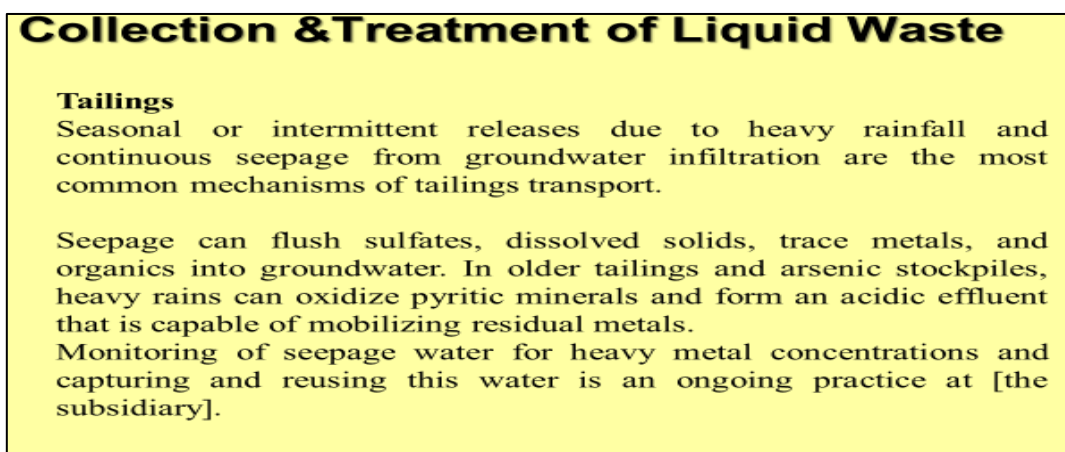 Collection &Treatment of Liquid Waste
Tailings
Seasonal or intermittent releases due to heavy rainfall and
continuous seepage from groundwater infiltration are the most
common mechanisms of tailings transport.
Seepage can flush sulfates, dissolved solids, trace metals, and
organics into groundwater. In older tailings and arsenic stockpiles,
heavy rains can oxidize pyritic minerals and form an acidic effluent
that is capable of mobilizing residual metals.
Monitoring of seepage water for heavy metal concentrations and
capturing and reusing this water is an ongoing practice at [the
subsidiary].